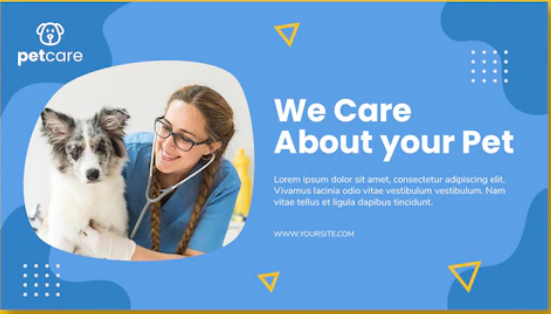 petcare
We Care
About your Pet
Lorem ipsum dolor sit amet, consectetur adipiscing elit.
Vivamus lacinia odio vitae vestibulum vestibulum. Nam
vitae tellus et ligula dapibus tincidunt.
WWW.YOURSITE.COM